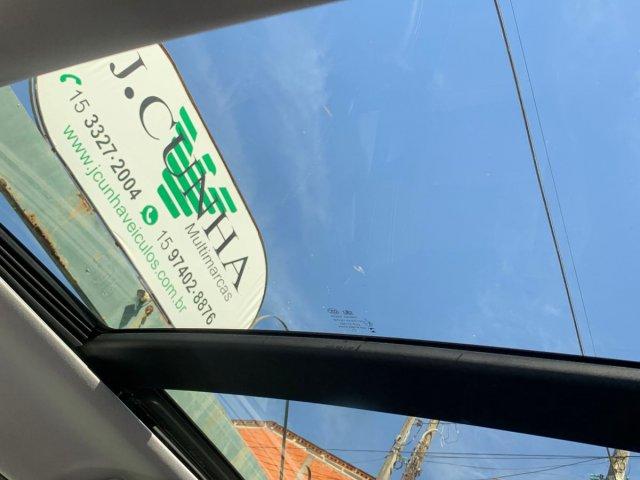 J.CUNHA
Multimarcas
15 3327-2004
15 97402-8876
www.jcunhaveiculos.com.br